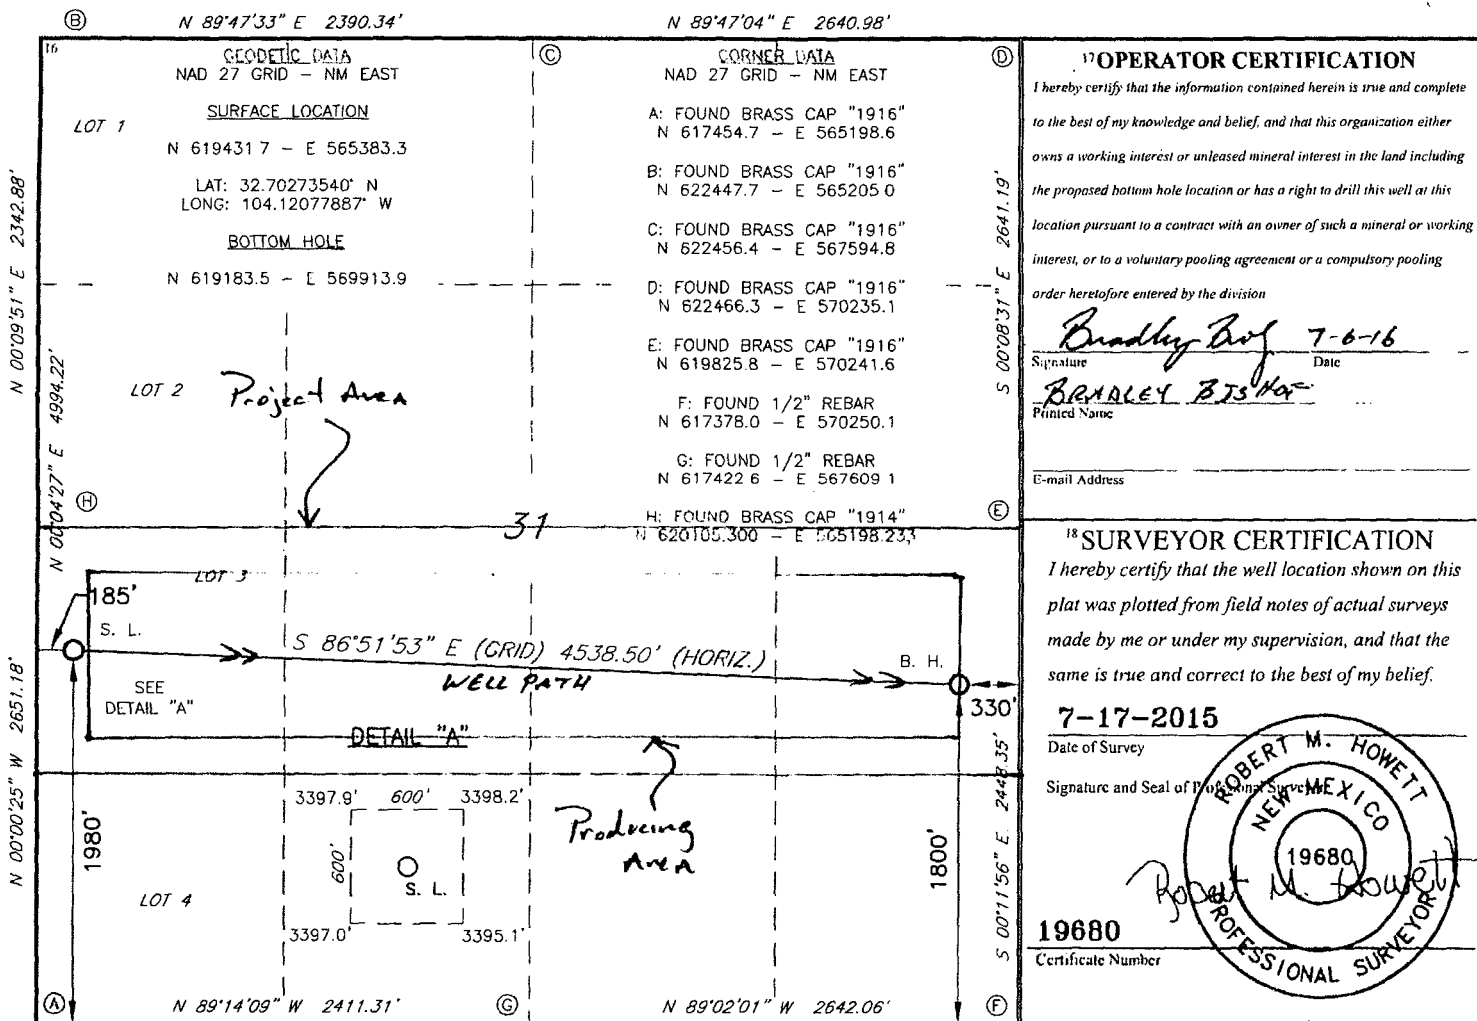 Ⓑ N 89°47'33" E 2390.34' N 89°47'04" E 2640.98'
16
GEODETIC DATA
NAD 27 GRID – NM EAST
SURFACE LOCATION
N 619431 7 – E 565383.3
LAT: 32.70273540° N
LONG: 104.12077887° W
BOTTOM HOLE
N 619183.5 – E 569913.9
Ⓒ
CORNER DATA
NAD 27 GRID – NM EAST
A: FOUND BRASS CAP "1916"
N 617454.7 – E 565198.6
B: FOUND BRASS CAP "1916"
N 622447.7 – E 565205 0
C: FOUND BRASS CAP "1916"
N 622456.4 – E 567594.8
D: FOUND BRASS CAP "1916"
N 622466.3 – E 570235.1
E: FOUND BRASS CAP "1916"
N 619825.8 – E 570241.6
F: FOUND 1/2" REBAR
N 617378.0 – E 570250.1
G: FOUND 1/2" REBAR
N 617422 6 – E 567609 1
H: FOUND BRASS CAP "1914"
N 620105.300 – E 565198.233
Ⓓ
LOT 1
LOT 2
Project Area
N 00°09'51" E 2342.88'
N 00°04'27" E 4994.22'
S 00°08'31" E 2641.19'
Ⓗ
Ⓔ
31
LOT 3
185'
S. L.
S 86°51'53" E (GRID) 4538.50' (HORIZ.)
WELL PATH
B. H.
SEE
DETAIL "A"
330'
DETAIL "A"
N 00°00'25" W 2651.18'
1980'
3397.9' 600' 3398.2'
600'
S. L.
3397.0' 3395.1'
Producing
Area
1800'
S 00°11'56" E 2448.35'
LOT 4
Ⓐ N 89°14'09" W 2411.31' Ⓖ N 89°02'01" W 2642.06' Ⓕ
17 OPERATOR CERTIFICATION
I hereby certify that the information contained herein is true and complete
to the best of my knowledge and belief, and that this organization either
owns a working interest or unleased mineral interest in the land including
the proposed bottom hole location or has a right to drill this well at this
location pursuant to a contract with an owner of such a mineral or working
interest, or to a voluntary pooling agreement or a compulsory pooling
order heretofore entered by the division
Bradley 7-6-16
Signature Date
BRADLEY BISHOP
Printed Name
E-mail Address
18 SURVEYOR CERTIFICATION
I hereby certify that the well location shown on this
plat was plotted from field notes of actual surveys
made by me or under my supervision, and that the
same is true and correct to the best of my belief.
7-17-2015
Date of Survey
Signature and Seal of Professional Surveyor
ROBERT M. HOWETT
NEW MEXICO
19680
PROFESSIONAL SURVEYOR
Robert M. Howett
19680
Certificate Number